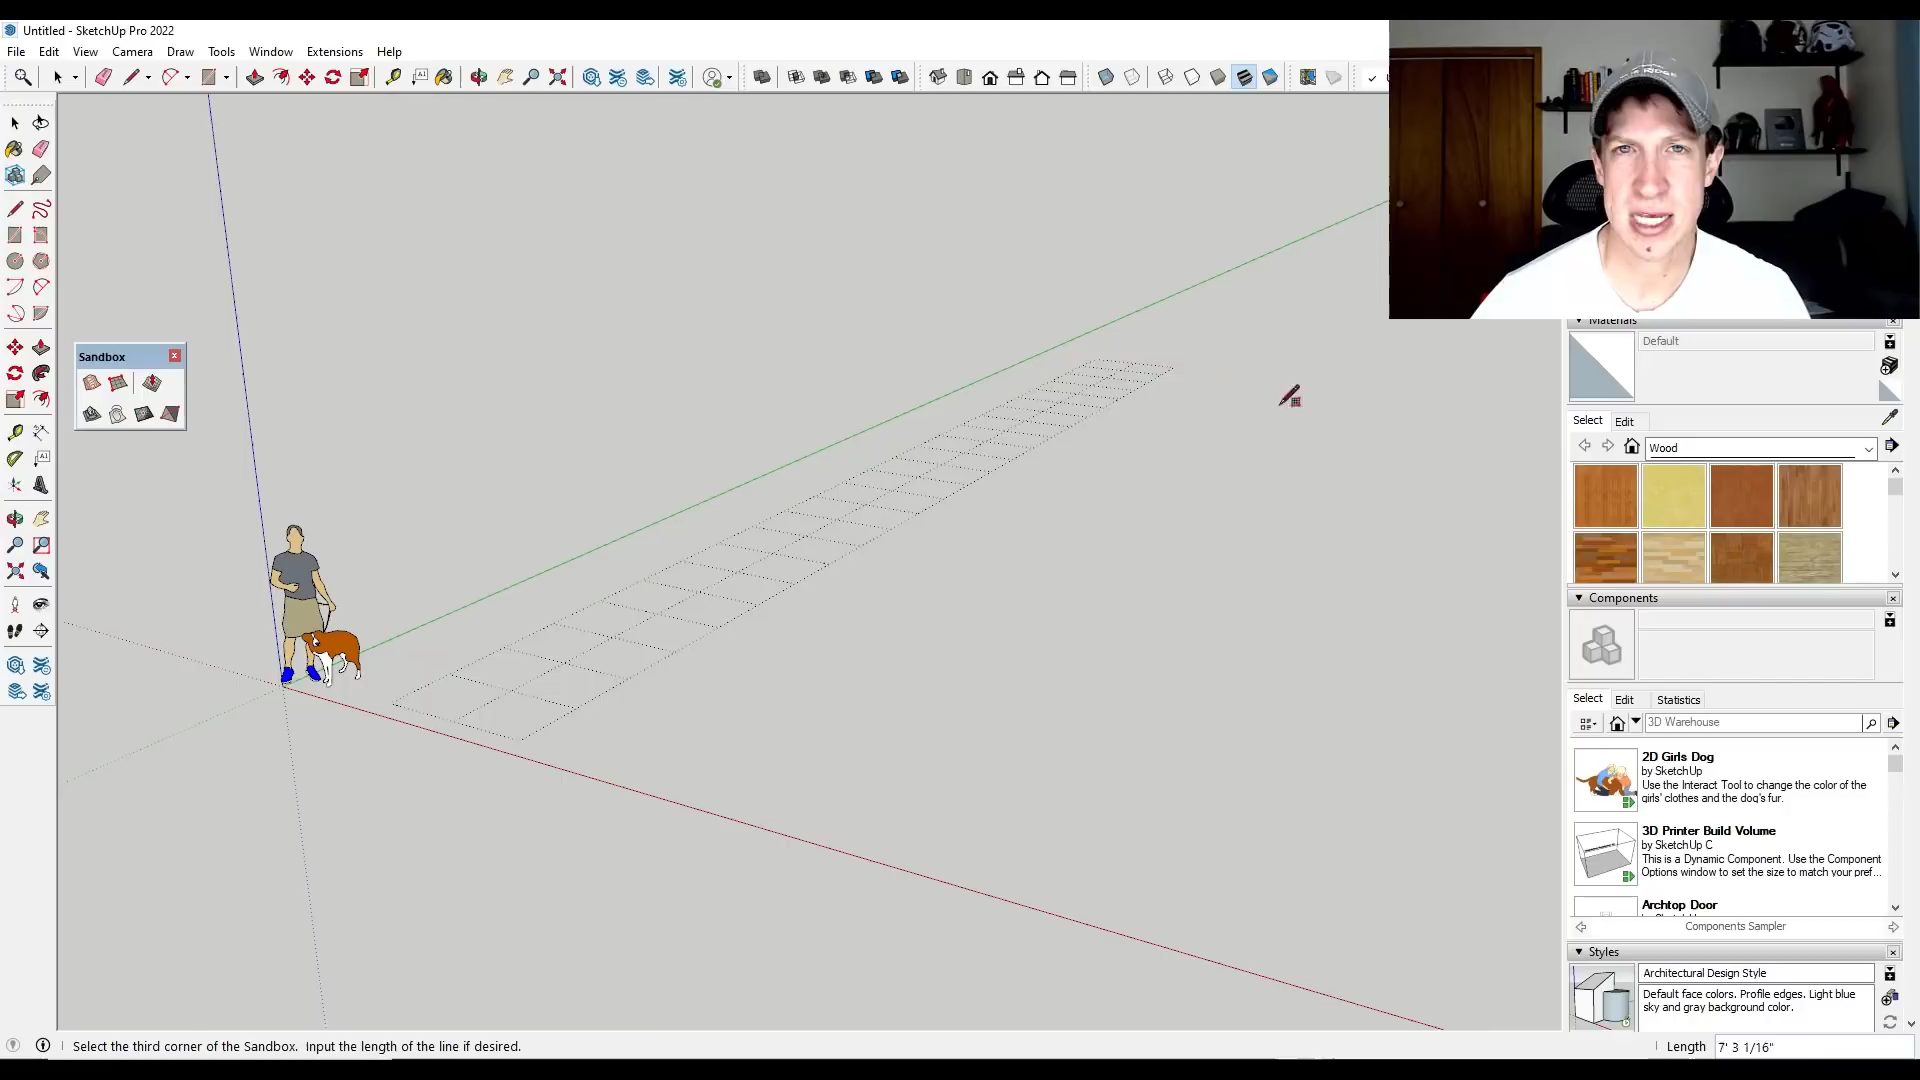 Untitled - SketchUp Pro 2022
File Edit View Camera Draw Tools Window Extensions Help
Sandbox
Materials
Default
Select Edit
Wood
Components
Select Edit Statistics
3D Warehouse
2D Girls Dog
by SketchUp
Use the Interact Tool to change the color of the
girls' clothes and the dog's fur.
3D Printer Build Volume
by SketchUp C
This is a Dynamic Component. Use the Component
Options window to set the size to match your pref...
Archtop Door
Components Sampler
Styles
Architectural Design Style
Default face colors. Profile edges. Light blue
sky and gray background color.
Select the third corner of the Sandbox. Input the length of the line if desired.
Length 7' 3 1/16"